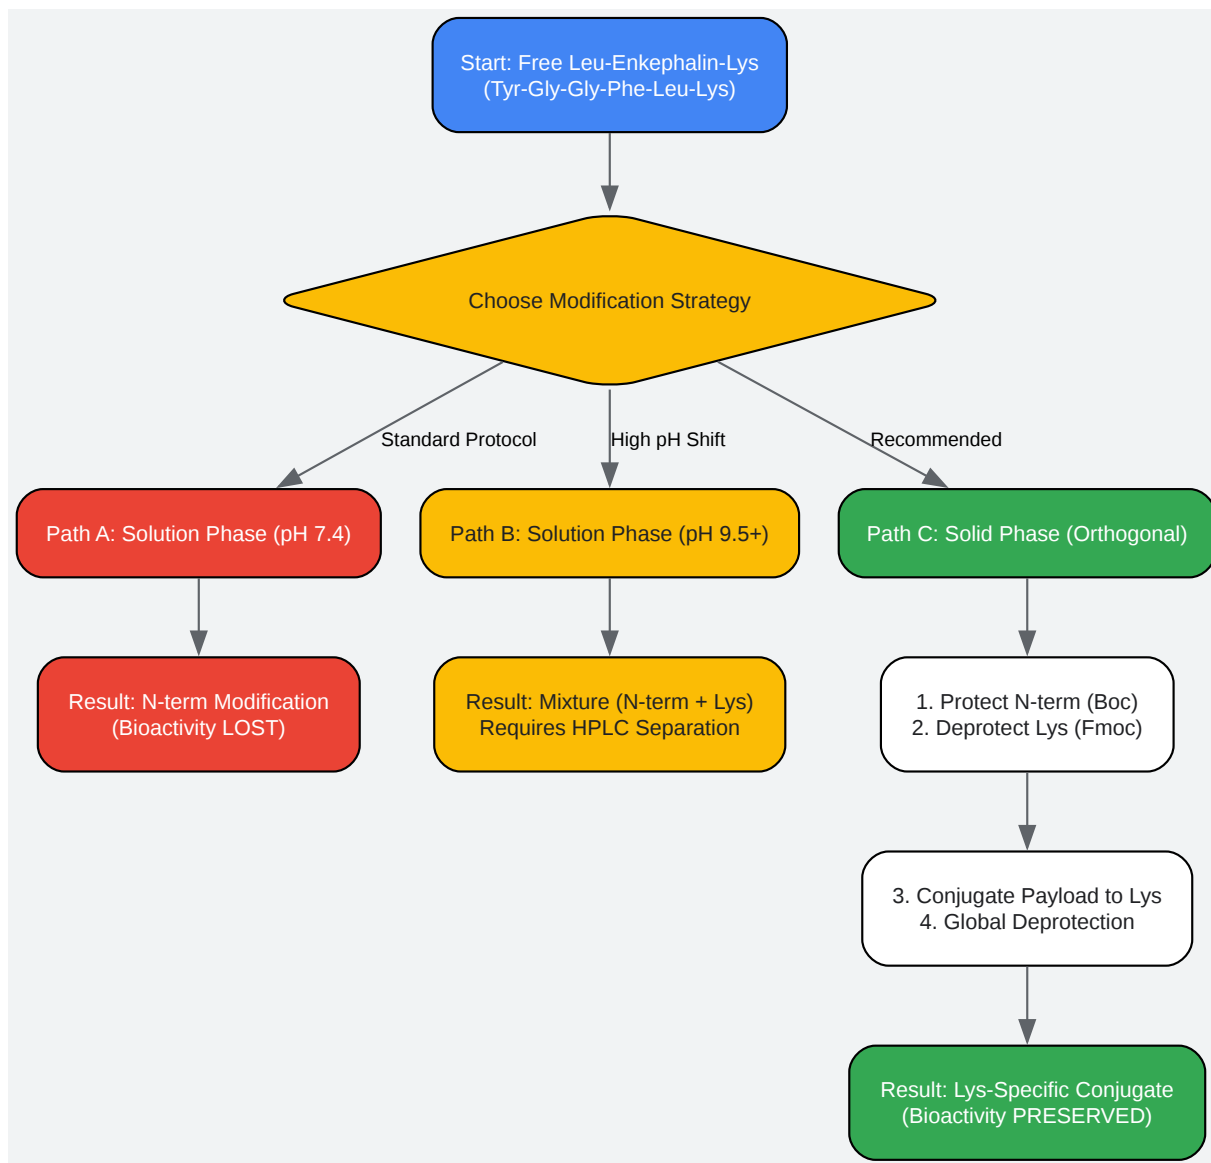 Start: Free Leu-Enkephalin-Lys
(Tyr-Gly-Gly-Phe-Leu-Lys)
Choose Modification Strategy
Standard Protocol
High pH Shift
Recommended
Path A: Solution Phase (pH 7.4)
Path B: Solution Phase (pH 9.5+)
Path C: Solid Phase (Orthogonal)
Result: N-term Modification
(Bioactivity LOST)
Result: Mixture (N-term + Lys)
Requires HPLC Separation
1. Protect N-term (Boc)
2. Deprotect Lys (Fmoc)
3. Conjugate Payload to Lys
4. Global Deprotection
Result: Lys-Specific Conjugate
(Bioactivity PRESERVED)